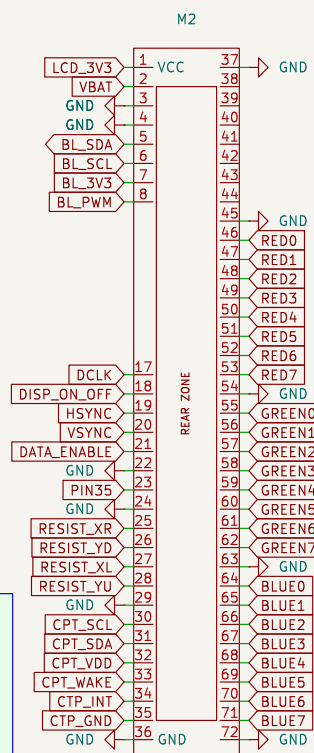 M2
LCD_3V3 1 VCC 37 GND
VBAT 2 38
GND 3 39
GND 4 40
BL_SDA 5 41
BL_SCL 6 42
BL_3V3 7 43
BL_PWM 8 44
45 GND
46 RED0
47 RED1
48 RED2
49 RED3
50 RED4
51 RED5
52 RED6
DCLK 17 53 RED7
DISP_ON_OFF 18 54 GND
HSYNC 19 55 GREEN0
VSYNC 20 56 GREEN1
DATA_ENABLE 21 57 GREEN2
GND 22 58 GREEN3
PIN35 23 59 GREEN4
GND 24 60 GREEN5
RESIST_XR 25 61 GREEN6
RESIST_YD 26 62 GREEN7
RESIST_XL 27 63 GND
RESIST_YU 28 64 BLUE0
GND 29 65 BLUE1
CPT_SCL 30 66 BLUE2
CPT_SDA 31 67 BLUE3
CPT_VDD 32 68 BLUE4
CPT_WAKE 33 69 BLUE5
CTP_INT 34 70 BLUE6
CTP_GND 35 71 BLUE7
GND 36 GND 72 GND
REAR ZONE